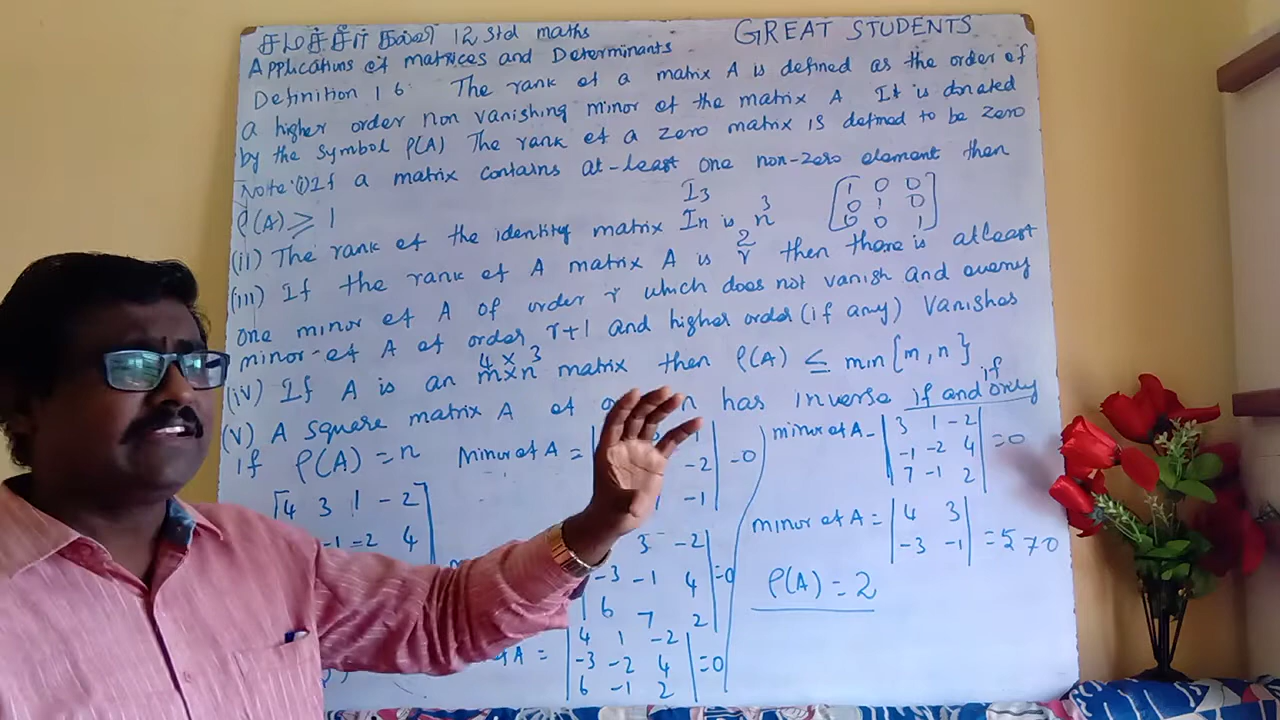 சமச்சீர் கல்வி 12 std maths GREAT STUDENTS
Applications of matrices and Determinants
Definition 1 6 The rank of a matrix A is defined as the order of
a higher order non vanishing minor of the matrix A It is donated
by the symbol ρ(A) The rank of a zero matrix is defined to be zero
Note: (i) If a matrix contains at-least one non-zero element then
ρ(A) ≥ 1
I3 3
(ii) The rank of the identity matrix In is n
1 0 0
0 1 0
0 0 1
2
(iii) If the rank of A matrix A is r then there is atleast
one minor of A of order r which does not vanish and
minor of A of order r+1 and higher order (if any) Vanishes
4 × 3
(iv) If A is an m×n matrix then ρ(A) ≤ min {m, n}
(v) A square matrix A of n has inverse if and only if
if ρ(A) = n
4 3 1 -2
-1 -2 4
Minor of A =
1
-2 = 0
-1
3 -2
-3 -1 4 = 0
6 7 2
A =
4 1 -2
-3 -2 4 = 0
6 -1 2
minor of A =
3 1 -2
-1 -2 4 = 0
7 -1 2
minor of A =
4 3
-3 -1 = 5 ≠ 0
ρ(A) = 2